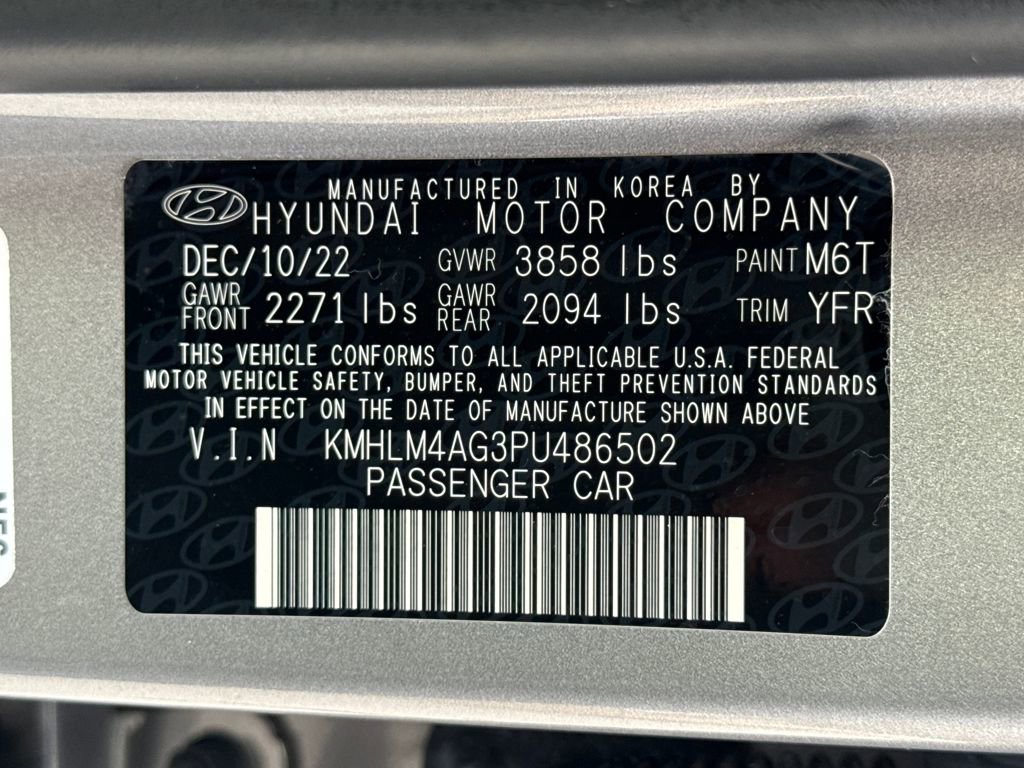 MANUFACTURED IN KOREA BY
HYUNDAI MOTOR COMPANY
DEC/10/22 GVWR 3858 lbs PAINT M6T
GAWR FRONT 2271 lbs GAWR REAR 2094 lbs TRIM YFR
THIS VEHICLE CONFORMS TO ALL APPLICABLE U.S.A. FEDERAL
MOTOR VEHICLE SAFETY, BUMPER, AND THEFT PREVENTION STANDARDS
IN EFFECT ON THE DATE OF MANUFACTURE SHOWN ABOVE
V.I.N KMHLM4AG3PU486502
PASSENGER CAR